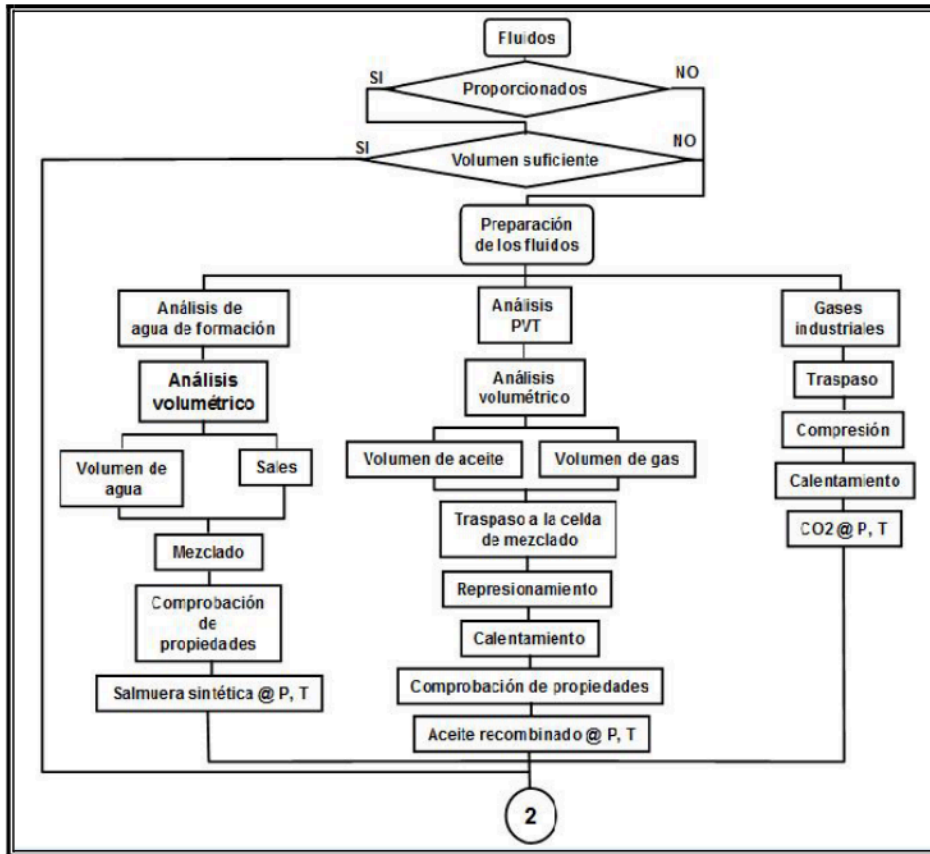 Fluidos
SI
NO
Proporcionados
SI
NO
Volumen suficiente
Preparación
de los fluidos
Análisis de
agua de formación
Análisis
volumétrico
Volumen de
agua
Sales
Mezclado
Comprobación
de
propiedades
Salmuera sintética @ P, T
Análisis
PVT
Análisis
volumétrico
Volumen de aceite
Volumen de gas
Traspaso a la celda
de mezclado
Represionamiento
Calentamiento
Comprobación de propiedades
Aceite recombinado @ P, T
Gases
industriales
Traspaso
Compresión
Calentamiento
CO2 @ P, T
2